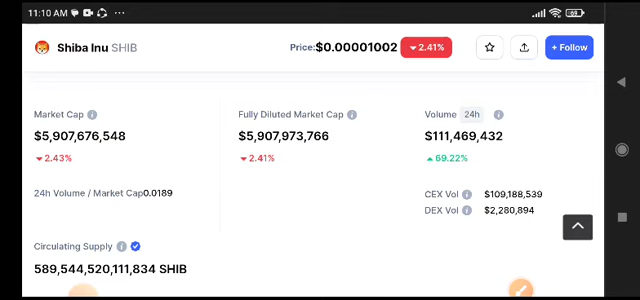 11:10 AM ... 69
Shiba Inu SHIB Price:$0.00001002 2.41% + Follow
Market Cap Fully Diluted Market Cap Volume 24h
$5,907,676,548 $5,907,973,766 $111,469,432
2.43% 2.41% 69.22%
24h Volume / Market Cap0.0189 CEX Vol $109,188,539
DEX Vol $2,280,894
Circulating Supply
589,544,520,111,834 SHIB